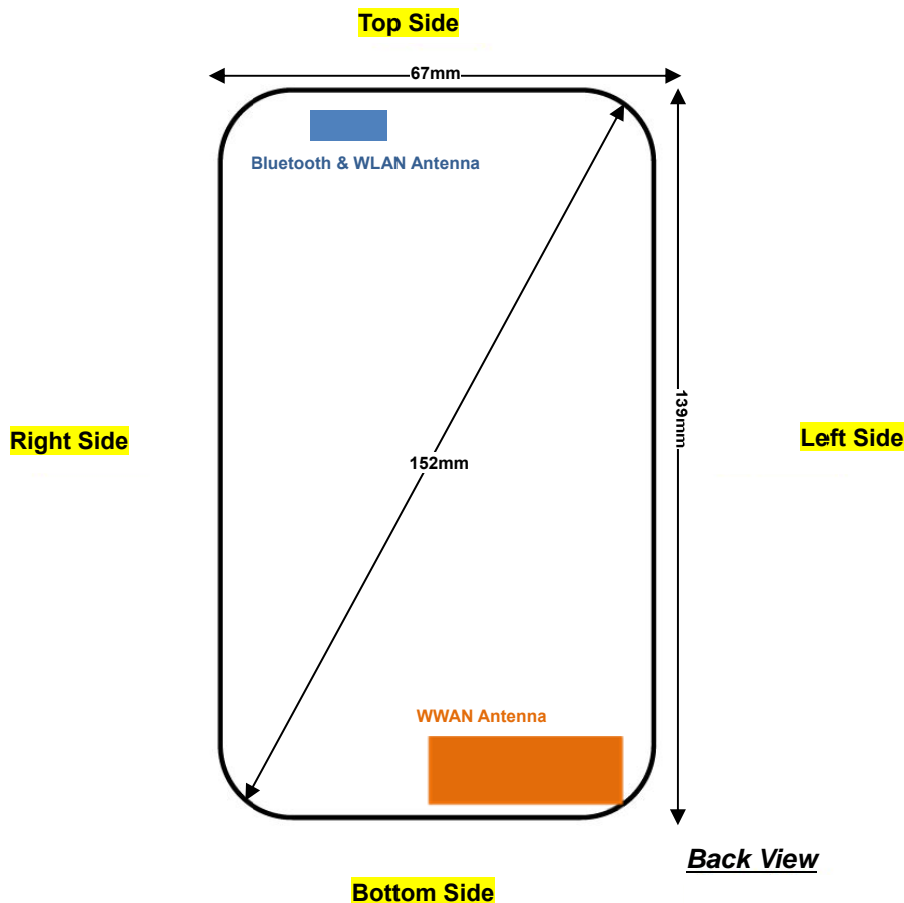 Top Side
67mm
Bluetooth & WLAN Antenna
139mm
Right Side
Left Side
152mm
WWAN Antenna
Back View
Bottom Side